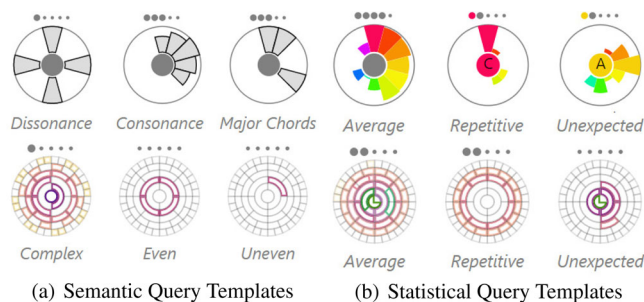 Dissonance Consonance Major Chords
C A
Average Repetitive Unexpected
Complex Even Uneven
Average Repetitive Unexpected
(a) Semantic Query Templates
(b) Statistical Query Templates